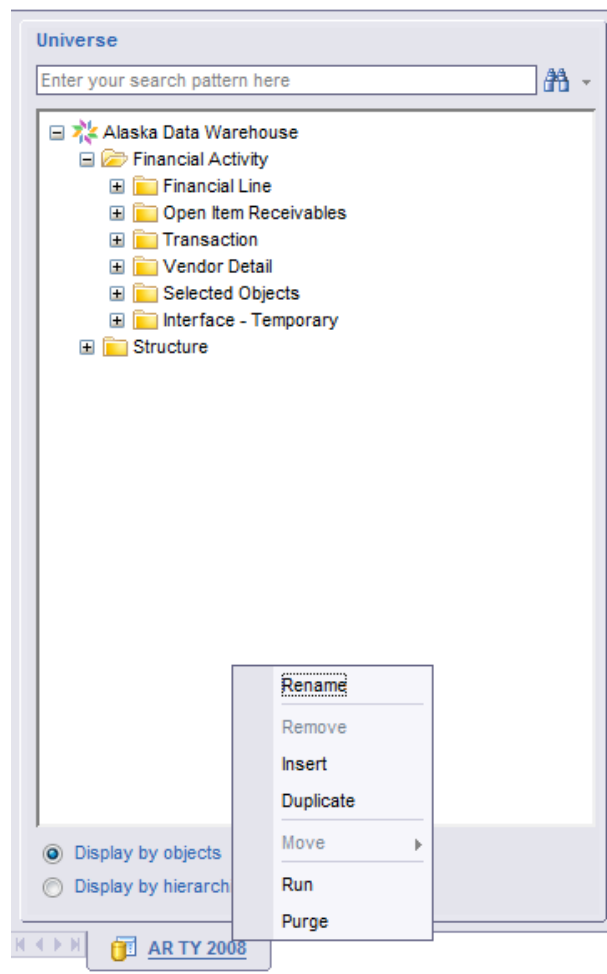 Universe
Enter your search pattern here
Alaska Data Warehouse
Financial Activity
Financial Line
Open Item Receivables
Transaction
Vendor Detail
Selected Objects
Interface - Temporary
Structure
Rename
Remove
Insert
Duplicate
Move
Run
Purge
Display by objects
Display by hierarch
AR TY 2008